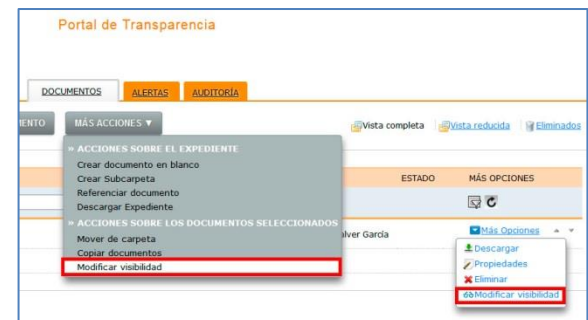 Portal de Transparencia
DOCUMENTOS ALERTAS AUDITORÍA
MÁS ACCIONES ▼
Vista completa Vista reducida Eliminados
» ACCIONES SOBRE EL EXPEDIENTE
Crear documento en blanco
Crear Subcarpeta
Referenciar documento
Descargar Expediente
ESTADO MÁS OPCIONES
» ACCIONES SOBRE LOS DOCUMENTOS SELECCIONADOS
Mover de carpeta
Copiar documentos
Modificar visibilidad
García Más Opciones
Descargar
Propiedades
Eliminar
Modificar visibilidad